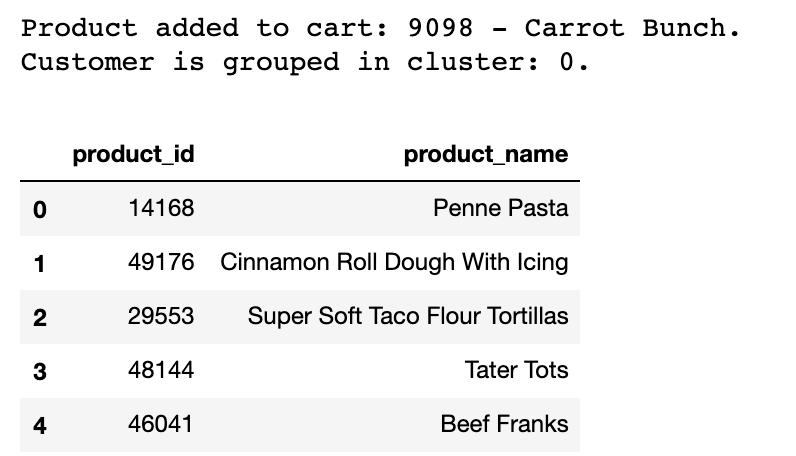 Product added to cart: 9098 - Carrot Bunch.
Customer is grouped in cluster: 0.
product_id product_name
0 14168 Penne Pasta
1 49176 Cinnamon Roll Dough With Icing
2 29553 Super Soft Taco Flour Tortillas
3 48144 Tater Tots
4 46041 Beef Franks